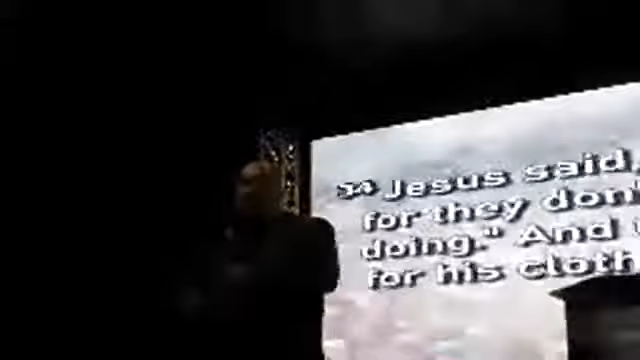 34 Jesus said,
for they don'
doing." And
for his cloth